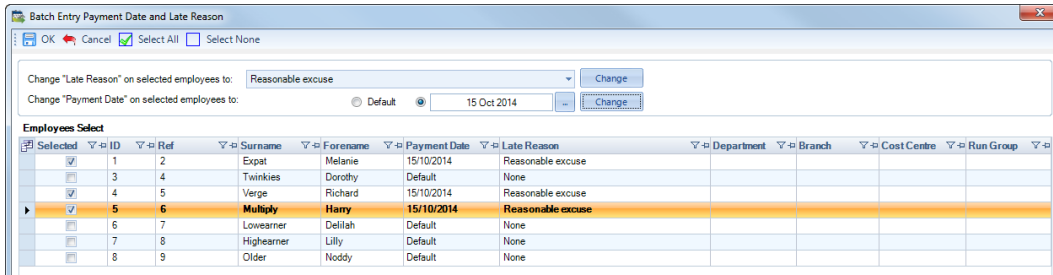 Batch Entry Payment Date and Late Reason
OK Cancel Select All Select None
Change "Late Reason" on selected employees to: Reasonable excuse Change
Change "Payment Date" on selected employees to: Default 15 Oct 2014 ... Change
Employees Select
Selected ID Ref Surname Forename Payment Date Late Reason Department Branch Cost Centre Run Group
1 2 Expat Melanie 15/10/2014 Reasonable excuse
3 4 Twinkies Dorothy Default None
4 5 Verge Richard 15/10/2014 Reasonable excuse
5 6 Multiply Harry 15/10/2014 Reasonable excuse
6 7 Lowearner Delilah Default None
7 8 Highearner Lilly Default None
8 9 Older Noddy Default None